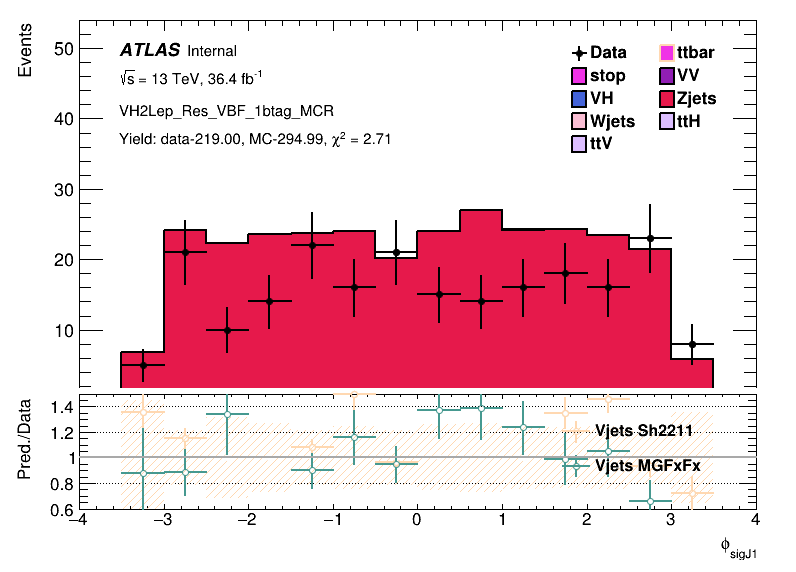 Events
50
40
30
20
10
ATLAS Internal
√s = 13 TeV, 36.4 fb⁻¹
VH2Lep_Res_VBF_1btag_MCR
Yield: data-219.00, MC-294.99, χ² = 2.71
Data ttbar
stop VV
VH Zjets
Wjets ttH
ttV
Pred./Data
1.4
1.2
1
0.8
0.6
Vjets Sh2211
Vjets MGFxFx
−4 −3 −2 −1 0 1 2 3 4
ϕsigJ1